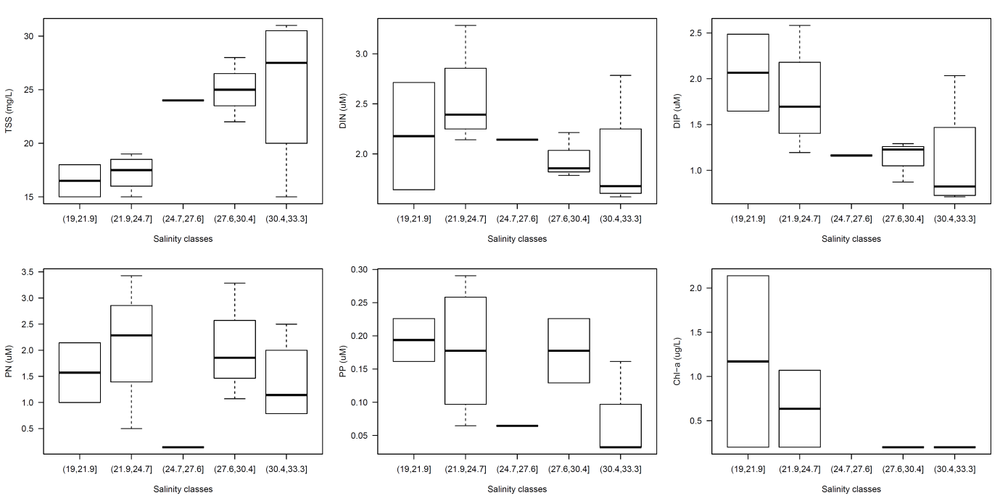 TSS (mg/L)
30
25
20
15
(19,21.9] (21.9,24.7] (24.7,27.6] (27.6,30.4] (30.4,33.3]
Salinity classes
DIN (uM)
3.0
2.5
2.0
(19,21.9] (21.9,24.7] (24.7,27.6] (27.6,30.4] (30.4,33.3]
Salinity classes
DIP (uM)
2.5
2.0
1.5
1.0
(19,21.9] (21.9,24.7] (24.7,27.6] (27.6,30.4] (30.4,33.3]
Salinity classes
PN (uM)
3.5
3.0
2.5
2.0
1.5
1.0
0.5
(19,21.9] (21.9,24.7] (24.7,27.6] (27.6,30.4] (30.4,33.3]
Salinity classes
PP (uM)
0.30
0.25
0.20
0.15
0.10
0.05
(19,21.9] (21.9,24.7] (24.7,27.6] (27.6,30.4] (30.4,33.3]
Salinity classes
Chl−a (ug/L)
2.0
1.5
1.0
0.5
(19,21.9] (21.9,24.7] (24.7,27.6] (27.6,30.4] (30.4,33.3]
Salinity classes